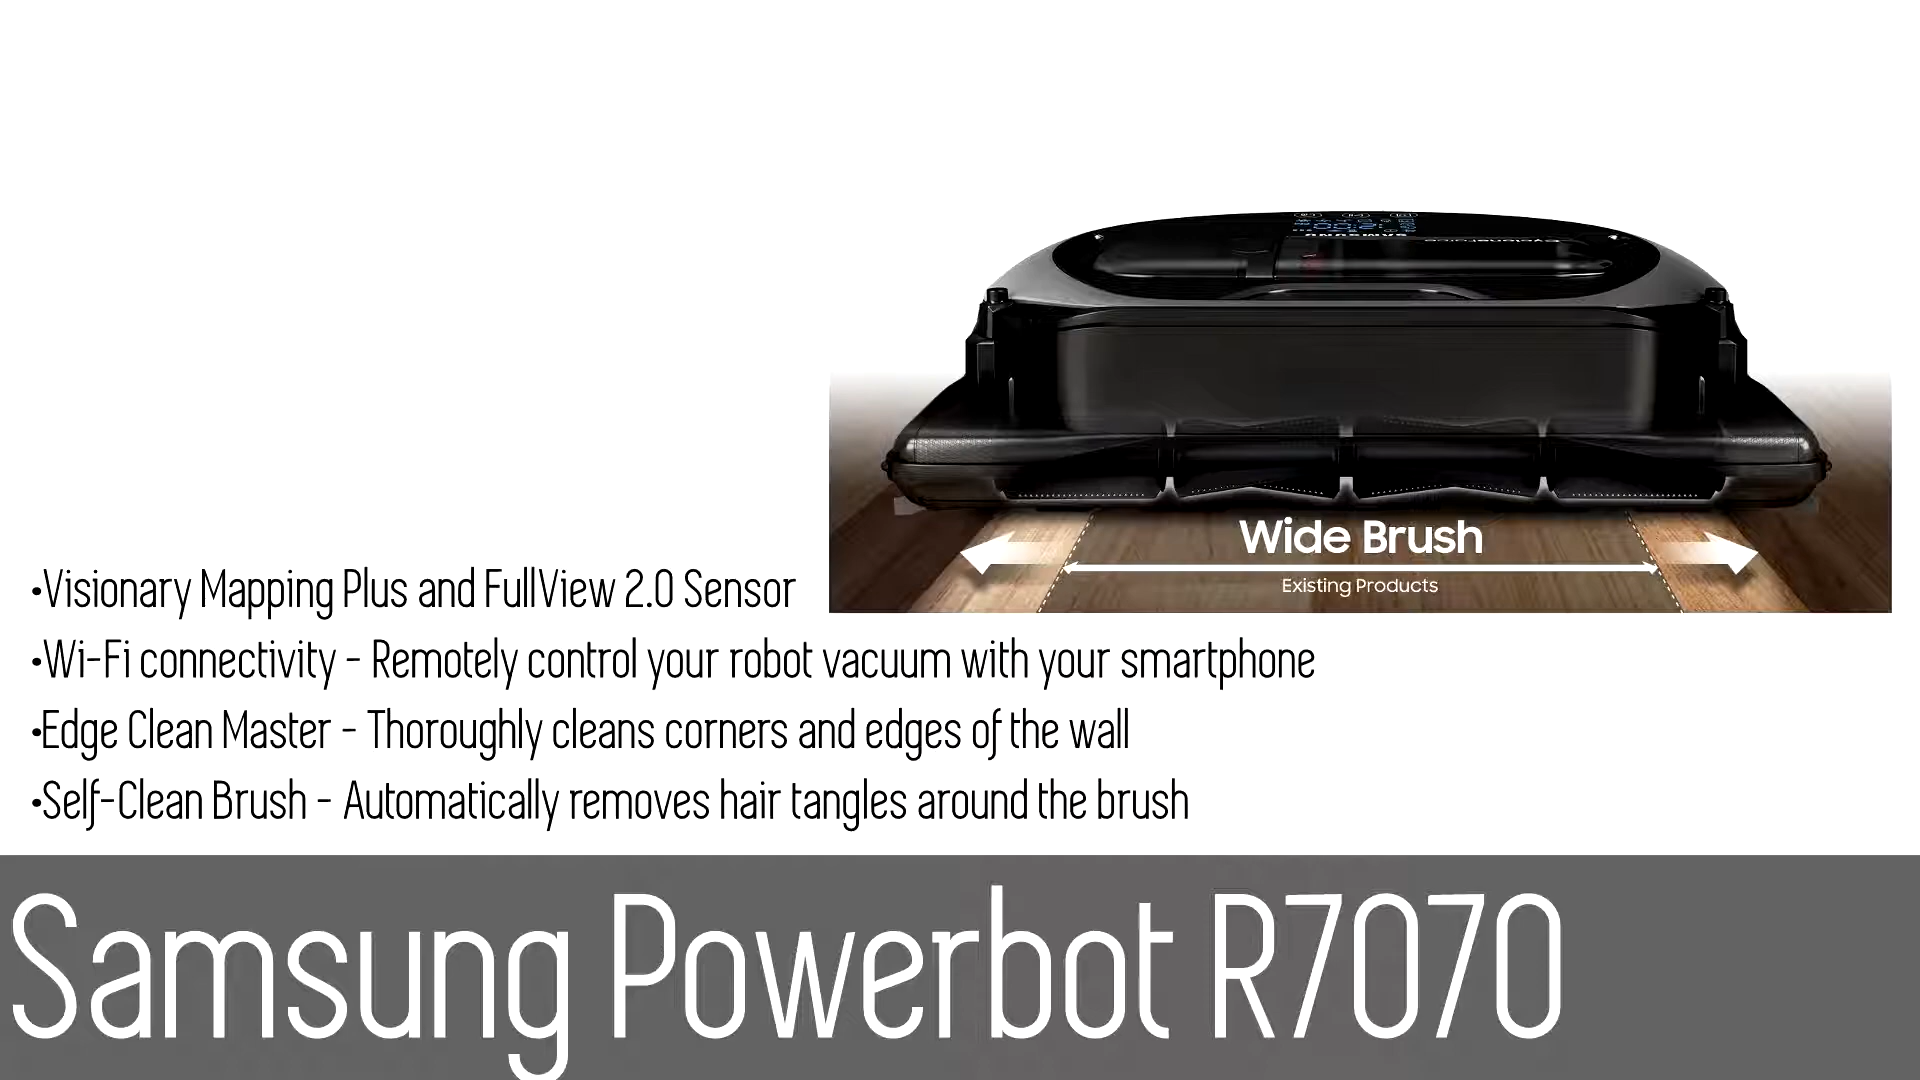 Wide Brush
Existing Products
•Visionary Mapping Plus and FullView 2.0 Sensor
•Wi-Fi connectivity - Remotely control your robot vacuum with your smartphone
•Edge Clean Master - Thoroughly cleans corners and edges of the wall
•Self-Clean Brush - Automatically removes hair tangles around the brush
Samsung Powerbot R7070